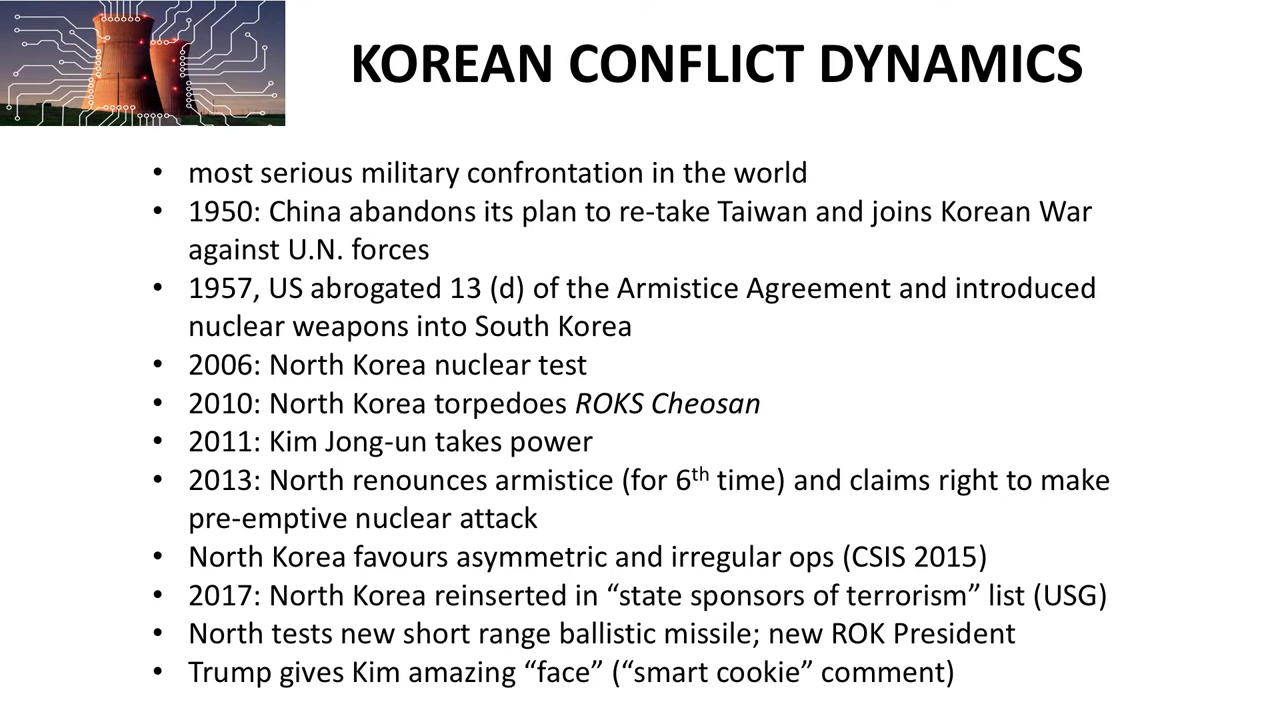 KOREAN CONFLICT DYNAMICS
• most serious military confrontation in the world
• 1950: China abandons its plan to re-take Taiwan and joins Korean War
against U.N. forces
• 1957, US abrogated 13 (d) of the Armistice Agreement and introduced
nuclear weapons into South Korea
• 2006: North Korea nuclear test
• 2010: North Korea torpedoes ROKS Cheosan
• 2011: Kim Jong-un takes power
• 2013: North renounces armistice (for 6th time) and claims right to make
pre-emptive nuclear attack
• North Korea favours asymmetric and irregular ops (CSIS 2015)
• 2017: North Korea reinserted in “state sponsors of terrorism” list (USG)
• North tests new short range ballistic missile; new ROK President
• Trump gives Kim amazing “face” (“smart cookie” comment)